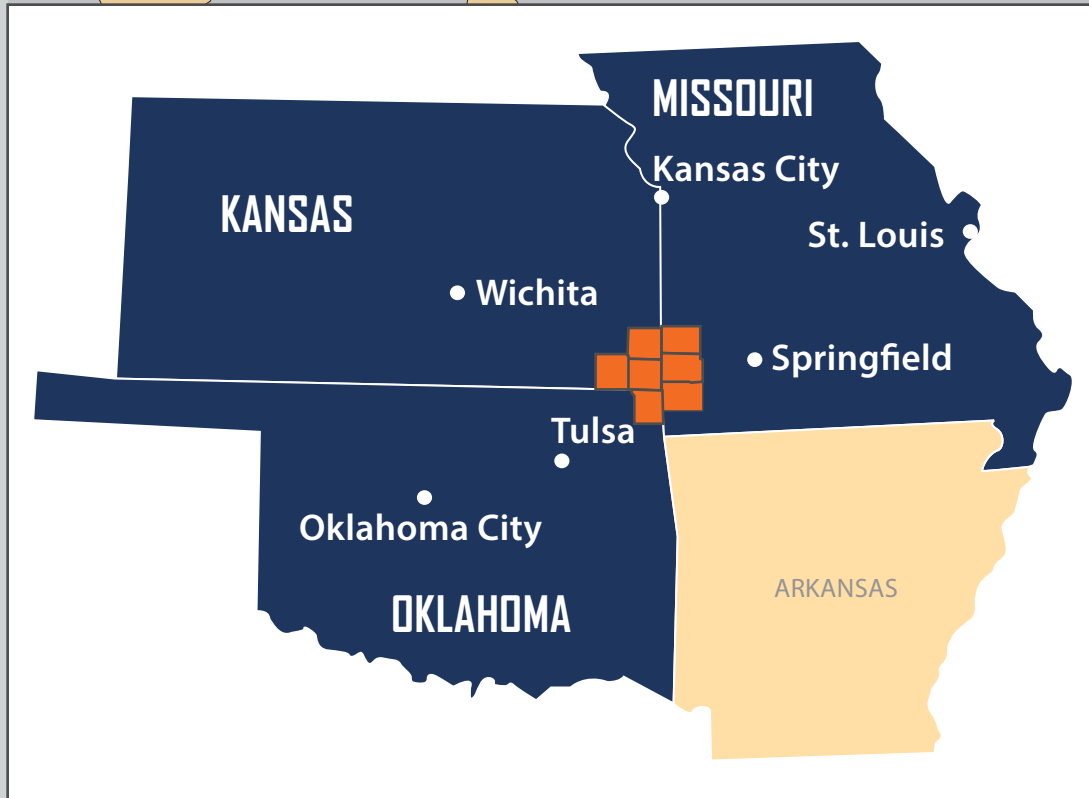 MISSOURI
Kansas City
KANSAS
St. Louis
Wichita
Springfield
Tulsa
Oklahoma City
ARKANSAS
OKLAHOMA